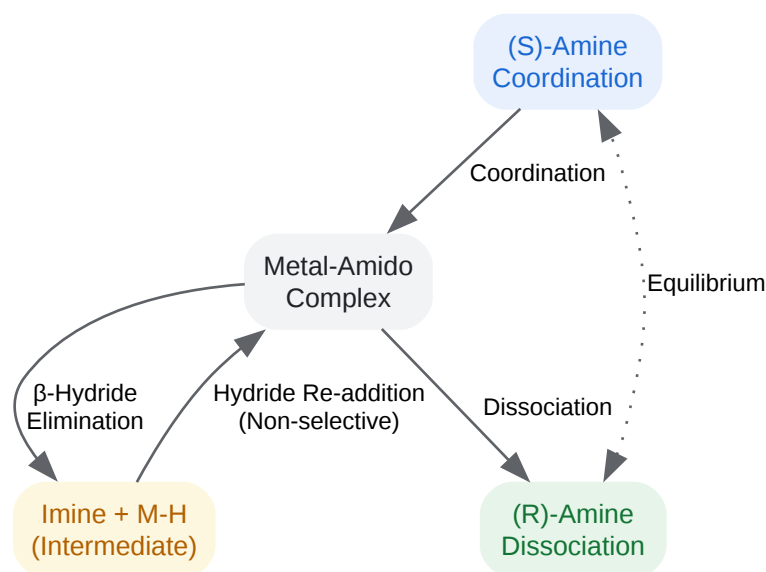 (S)-Amine
Coordination
Coordination
Metal-Amido
Complex
Equilibrium
β-Hydride
Elimination
Hydride Re-addition
(Non-selective)
Dissociation
Imine + M-H
(Intermediate)
(R)-Amine
Dissociation